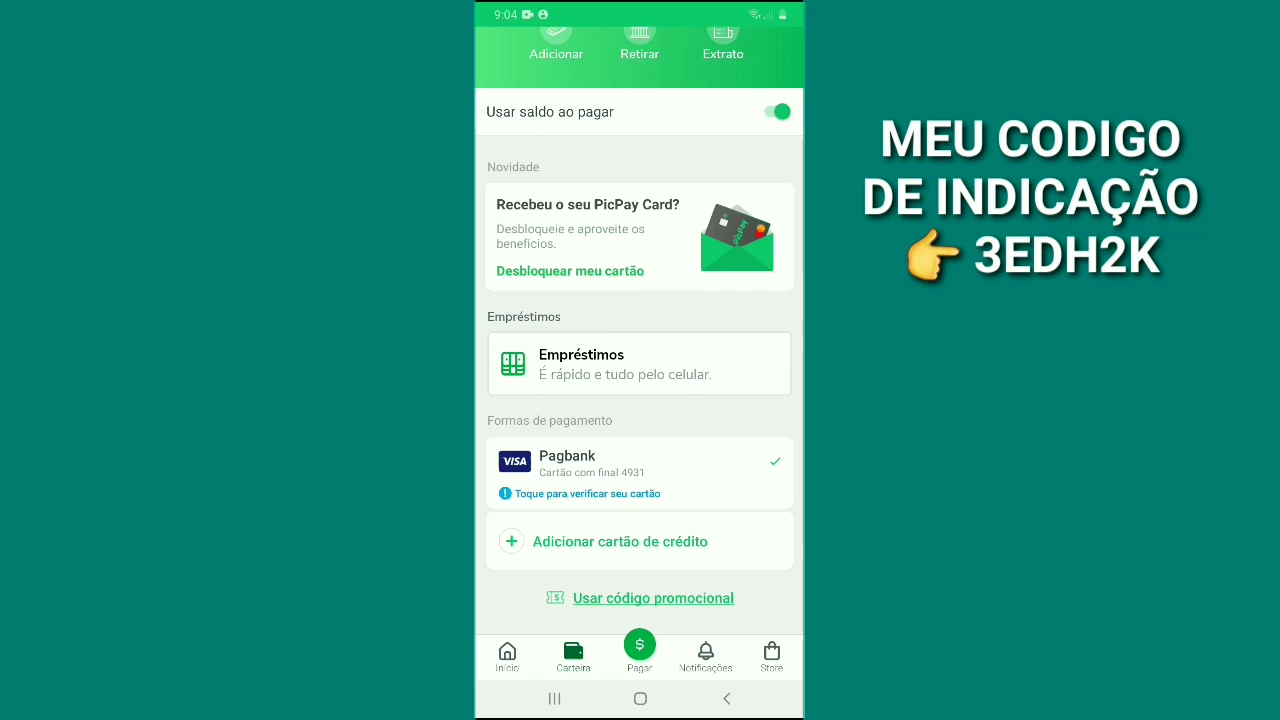 9:04
Adicionar Retirar Extrato
Usar saldo ao pagar
Novidade
Recebeu o seu PicPay Card?
Desbloqueie e aproveite os
benefícios.
PicPay
Desbloquear meu cartão
Empréstimos
Empréstimos
É rápido e tudo pelo celular.
Formas de pagamento
VISA Pagbank
Cartão com final 4931
Toque para verificar seu cartão
Adicionar cartão de crédito
Usar código promocional
Início Carteira Pagar Notificações Store
MEU CODIGO
DE INDICAÇÃO
👉 3EDH2K